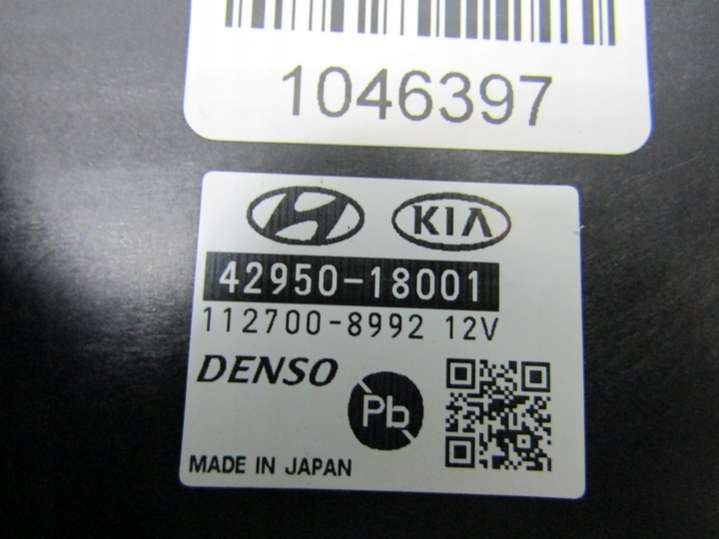 1046397
KIA
42950-18001
112700-8992 12V
DENSO
Pb
MADE IN JAPAN